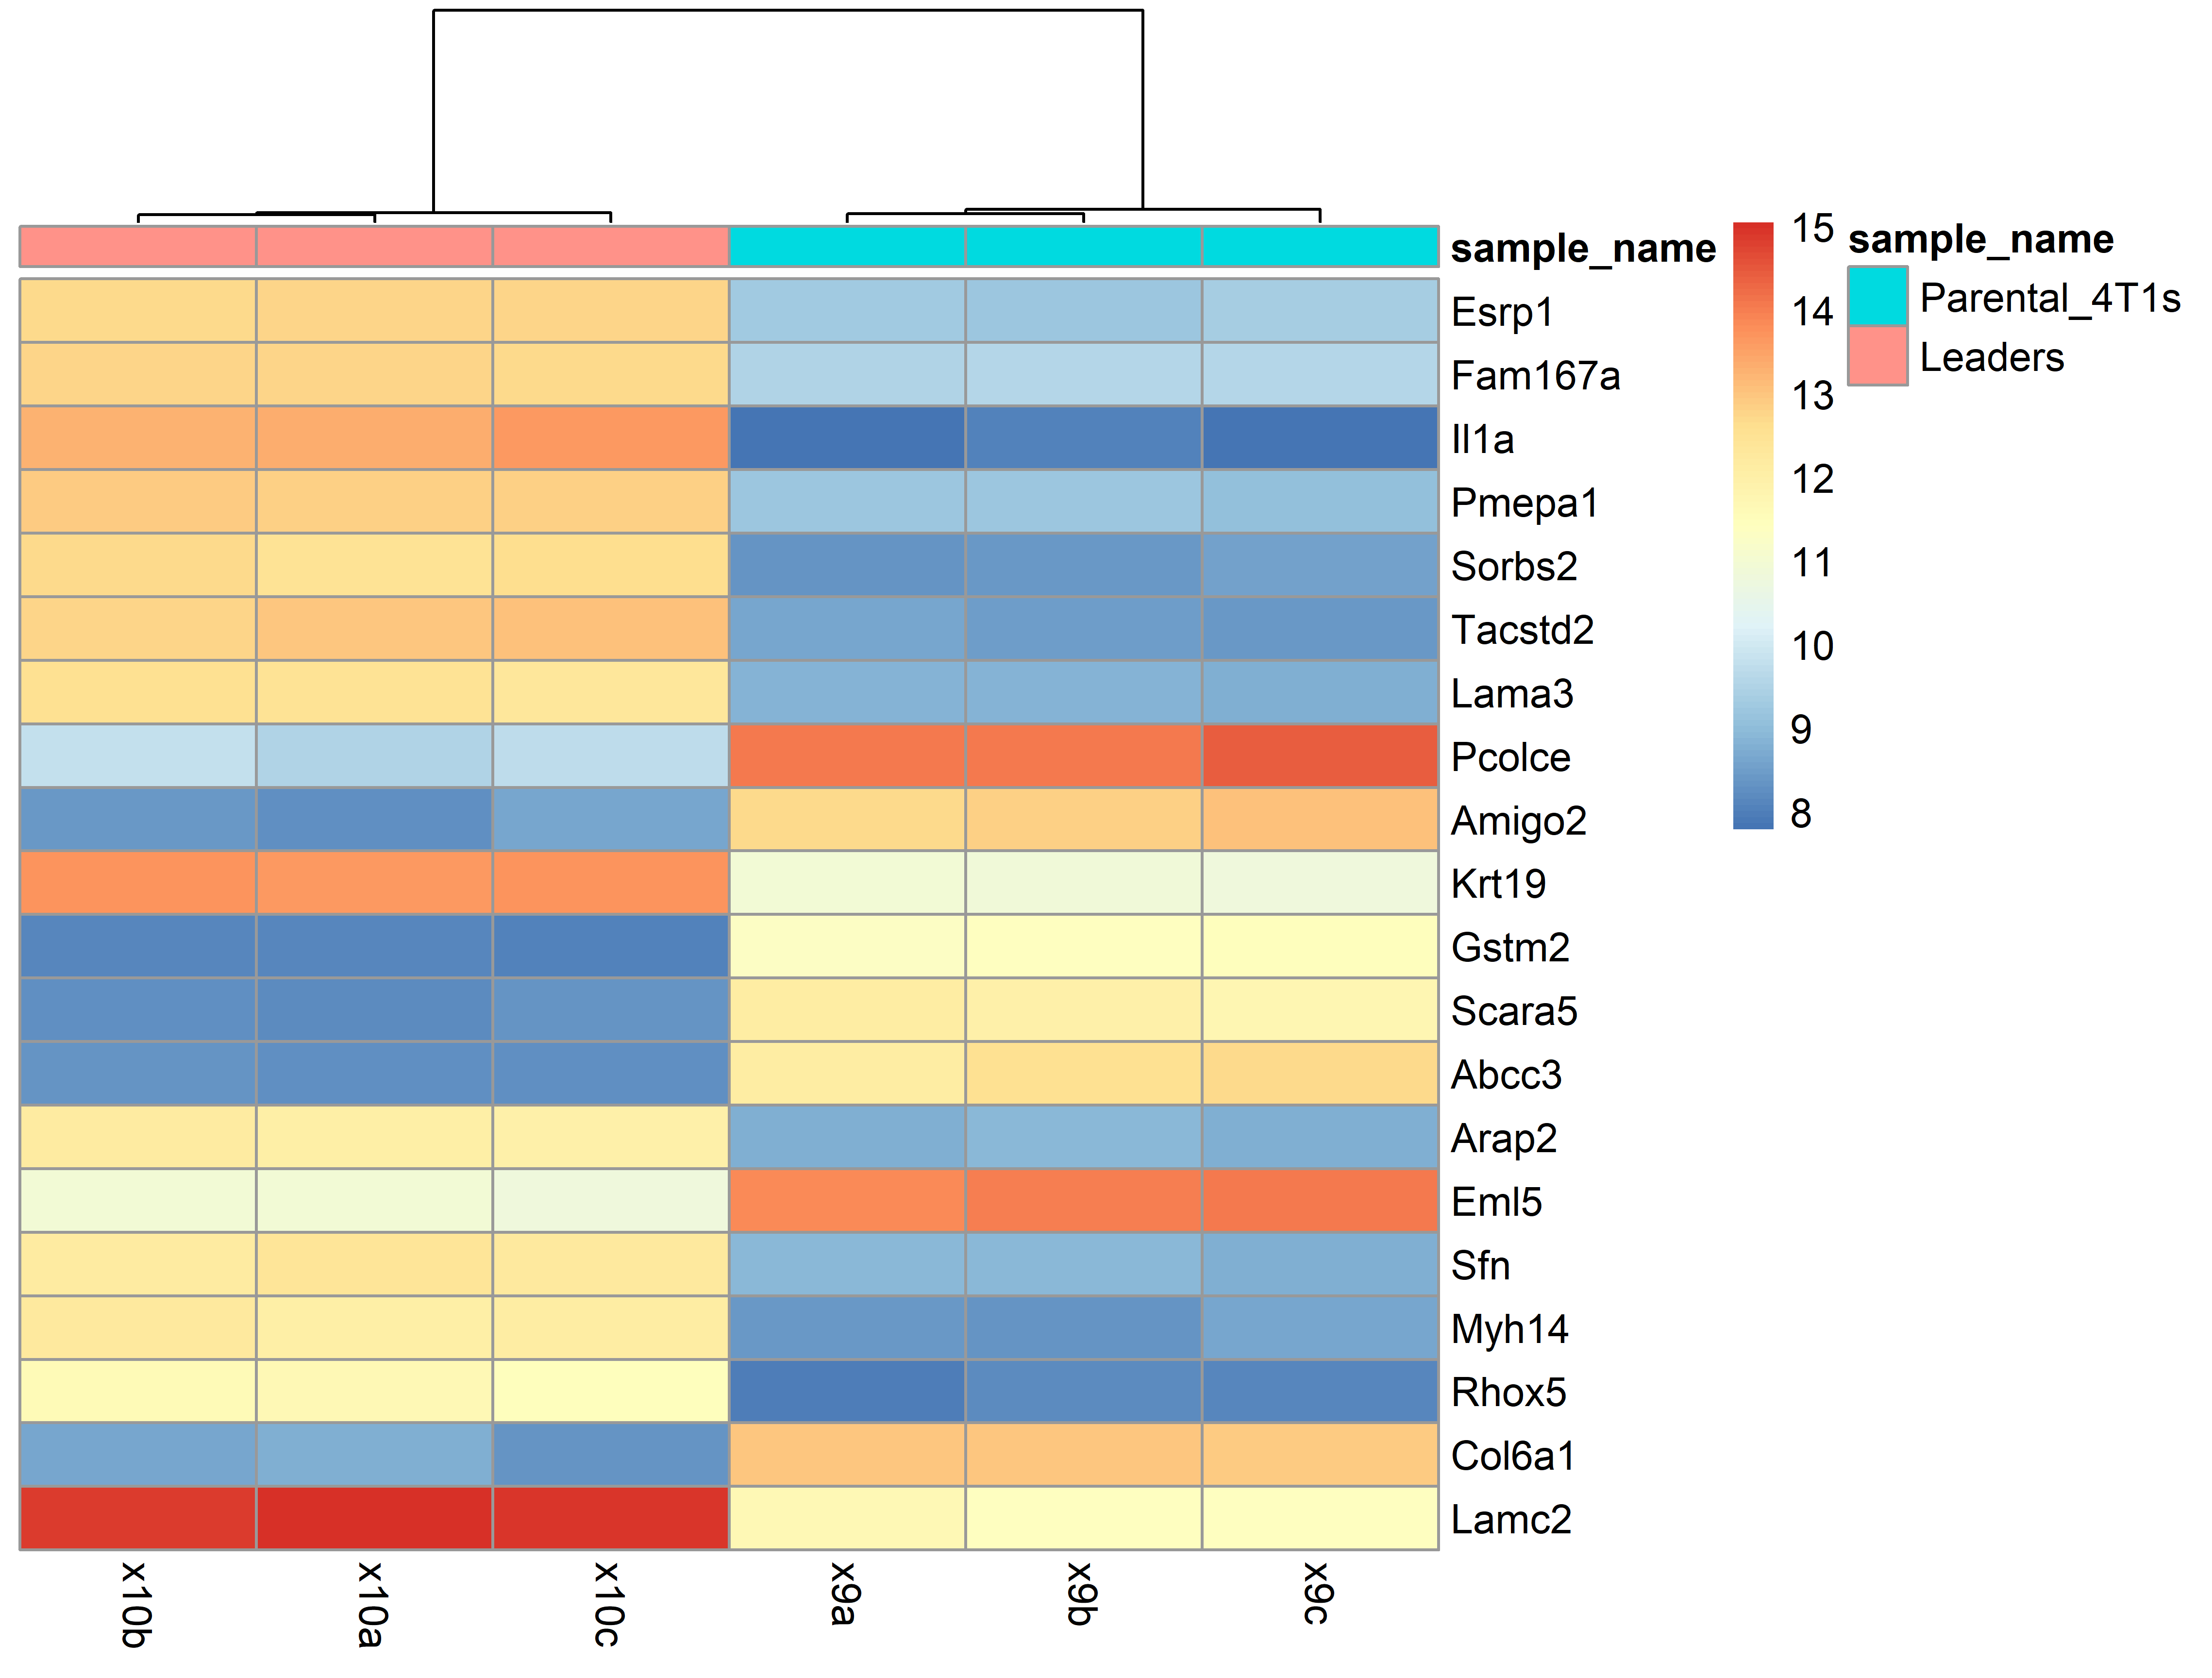 sample_name
Esrp1
Fam167a
Il1a
Pmepa1
Sorbs2
Tacstd2
Lama3
Pcolce
Amigo2
Krt19
Gstm2
Scara5
Abcc3
Arap2
Eml5
Sfn
Myh14
Rhox5
Col6a1
Lamc2
x10b
x10a
x10c
x9a
x9b
x9c
15
14
13
12
11
10
9
8
sample_name
Parental_4T1s
Leaders